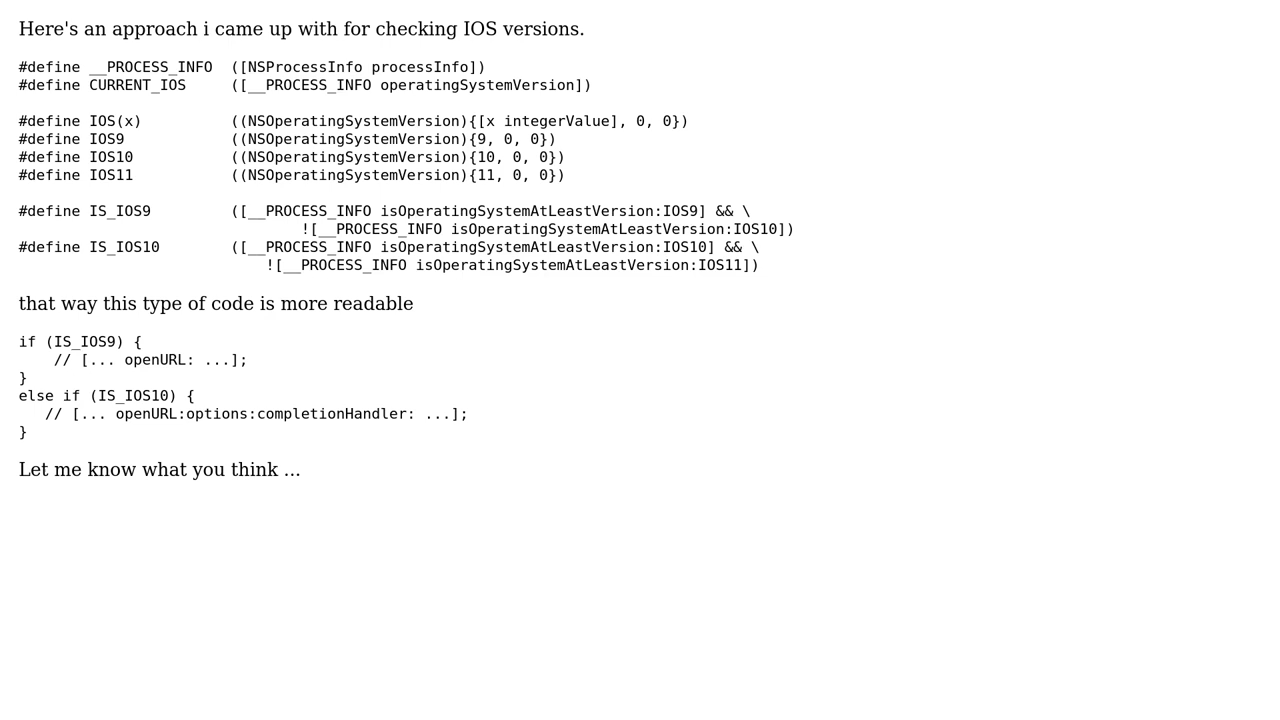 Here's an approach i came up with for checking IOS versions.
#define __PROCESS_INFO  ([NSProcessInfo processInfo])
#define CURRENT_IOS     ([__PROCESS_INFO operatingSystemVersion])
#define IOS(x)          ((NSOperatingSystemVersion){[x integerValue], 0, 0})
#define IOS9            ((NSOperatingSystemVersion){9, 0, 0})
#define IOS10           ((NSOperatingSystemVersion){10, 0, 0})
#define IOS11           ((NSOperatingSystemVersion){11, 0, 0})
#define IS_IOS9         ([__PROCESS_INFO isOperatingSystemAtLeastVersion:IOS9] && \
                                ![__PROCESS_INFO isOperatingSystemAtLeastVersion:IOS10])
#define IS_IOS10        ([__PROCESS_INFO isOperatingSystemAtLeastVersion:IOS10] && \
                            ![__PROCESS_INFO isOperatingSystemAtLeastVersion:IOS11])
that way this type of code is more readable
if (IS_IOS9) {
    // [... openURL: ...];
}
else if (IS_IOS10) {
   // [... openURL:options:completionHandler: ...];
}
Let me know what you think ...